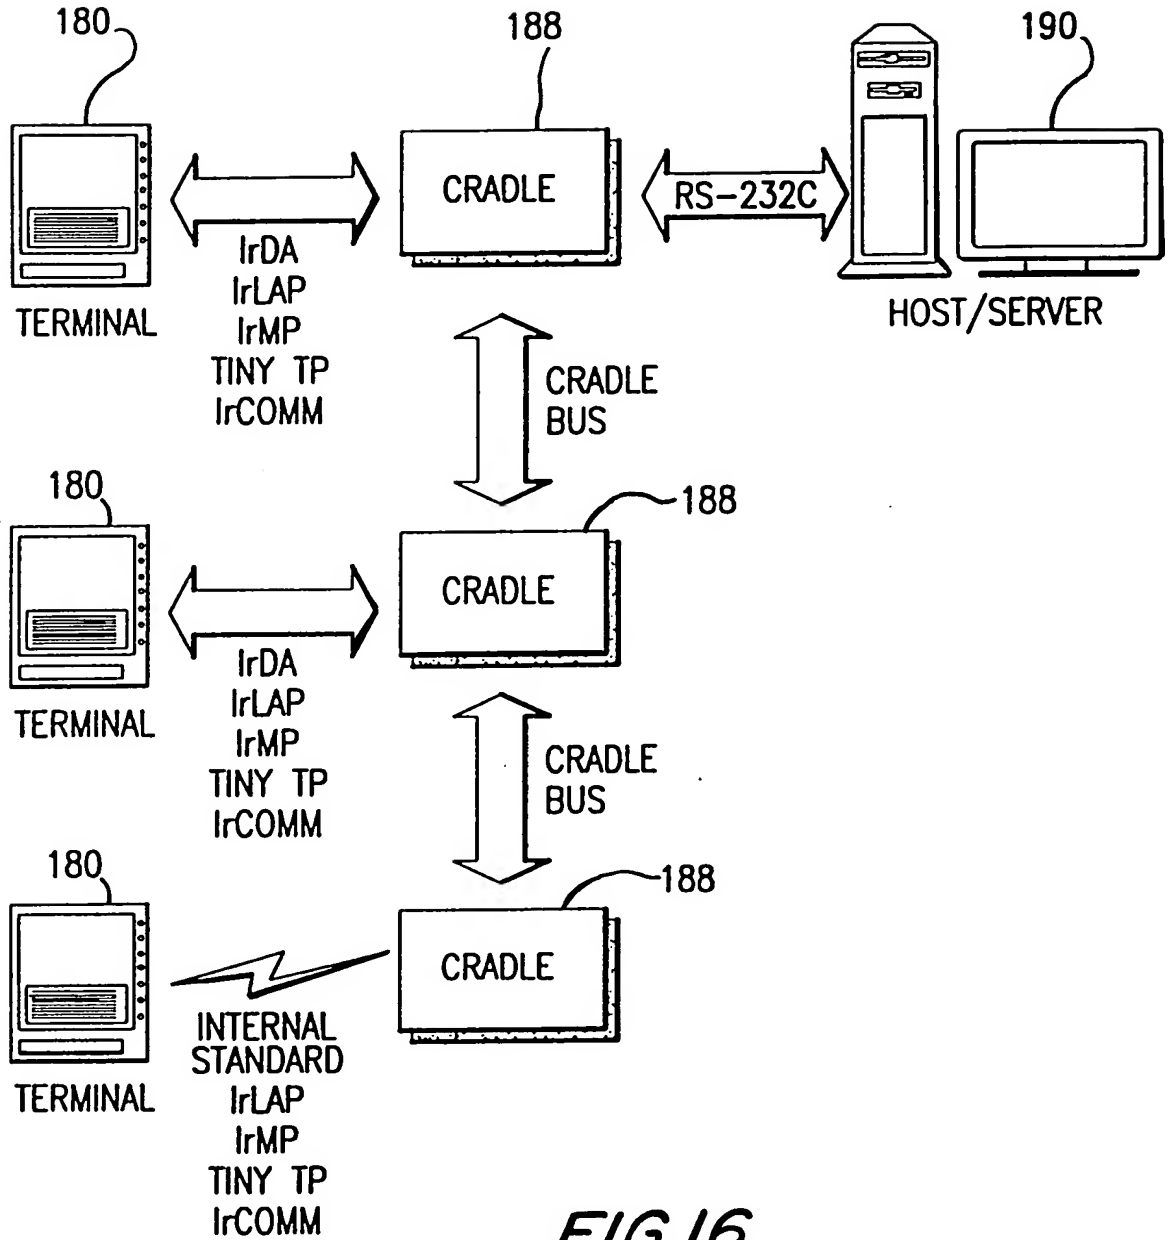 180
188
190
CRADLE
RS-232C
TERMINAL
IrDA
IrLAP
IrMP
TINY TP
IrCOMM
HOST/SERVER
CRADLE
BUS
180
188
CRADLE
TERMINAL
IrDA
IrLAP
IrMP
TINY TP
IrCOMM
CRADLE
BUS
180
188
CRADLE
TERMINAL
INTERNAL
STANDARD
IrLAP
IrMP
TINY TP
IrCOMM
FIG.16